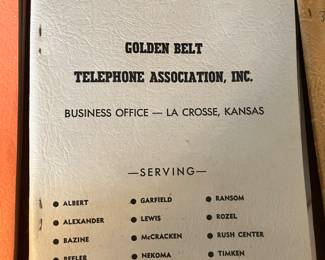 GOLDEN BELT
TELEPHONE ASSOCIATION, INC.
BUSINESS OFFICE — LA CROSSE, KANSAS
—SERVING—
● ALBERT ● GARFIELD ● RANSOM
● ALEXANDER ● LEWIS ● ROZEL
● BAZINE ● McCRACKEN ● RUSH CENTER
● BEELER ● NEKOMA ● TIMKEN